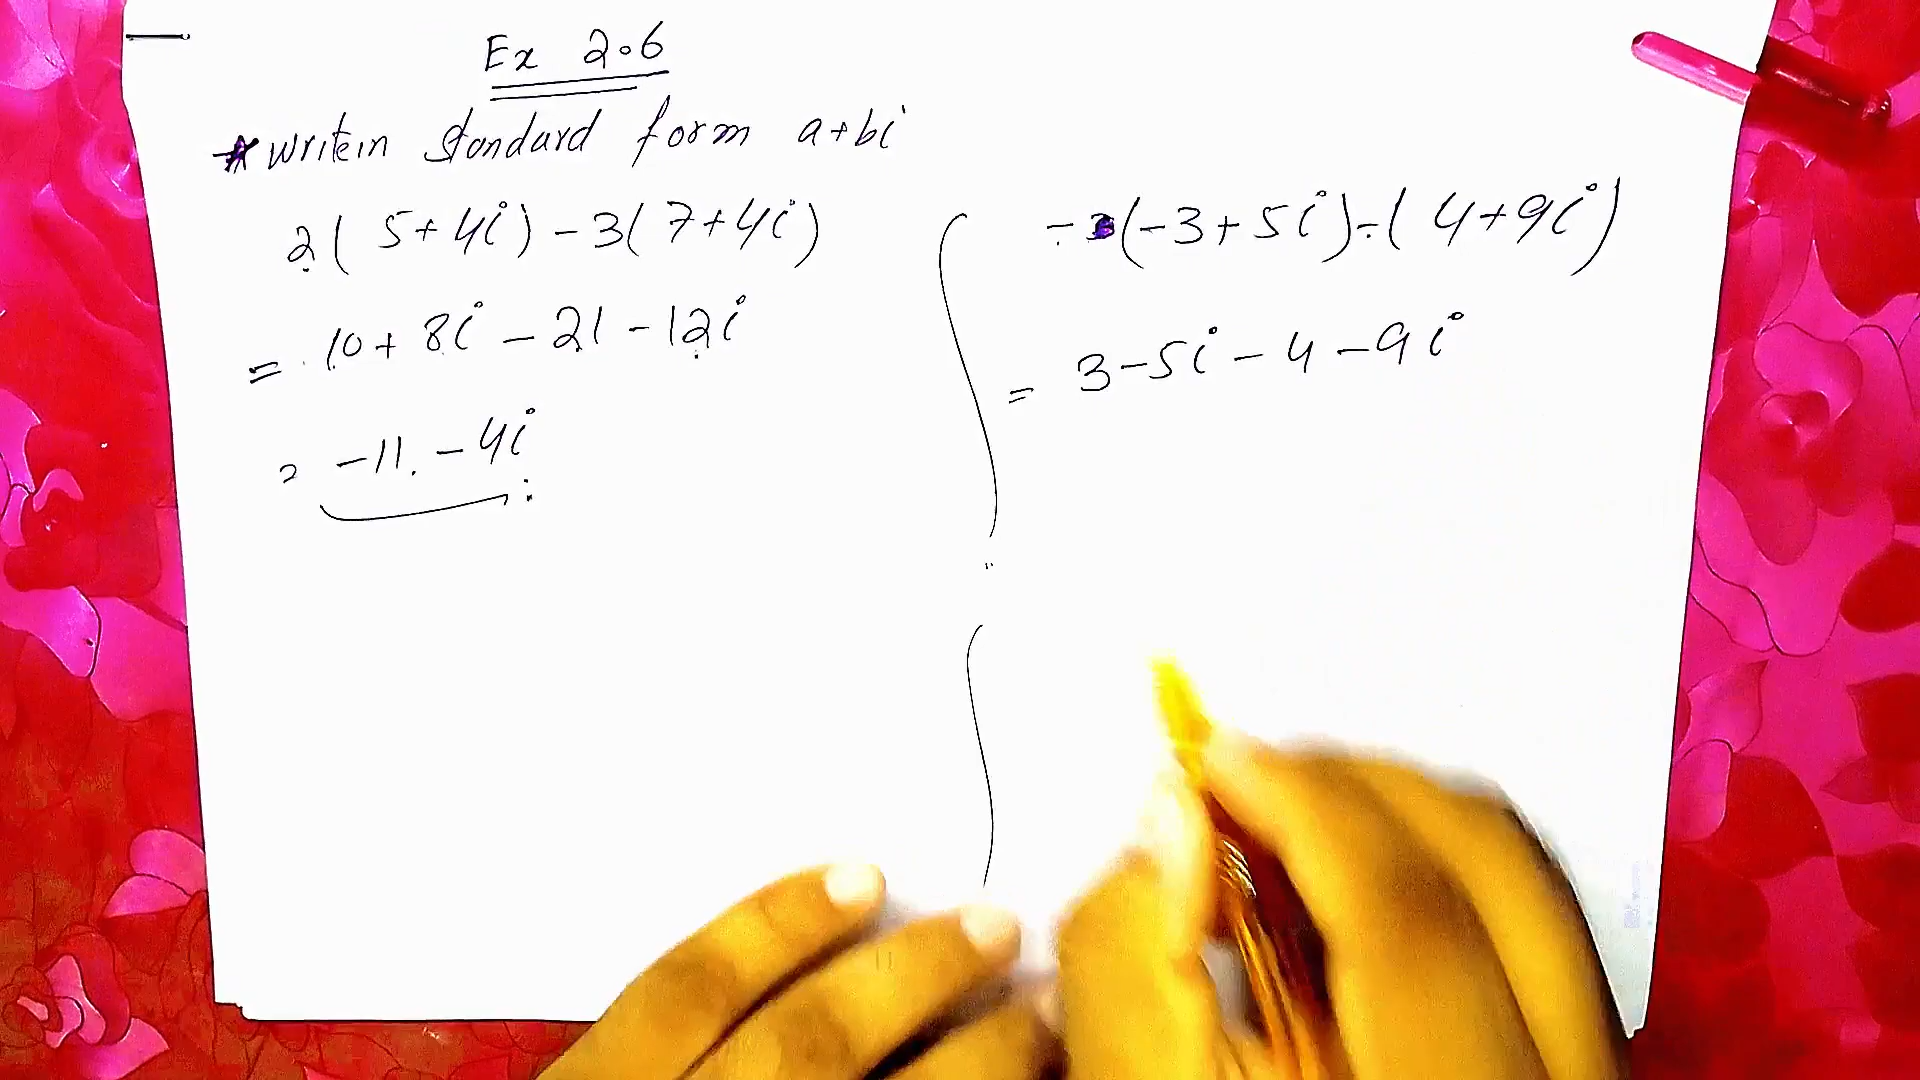 Ex 2.6
* Write in standard form a+bi
2(5+4i)-3(7+4i)
= 10+8i-21-12i
= -11-4i
-(-3+5i)-(4+9i)
= 3-5i-4-9i